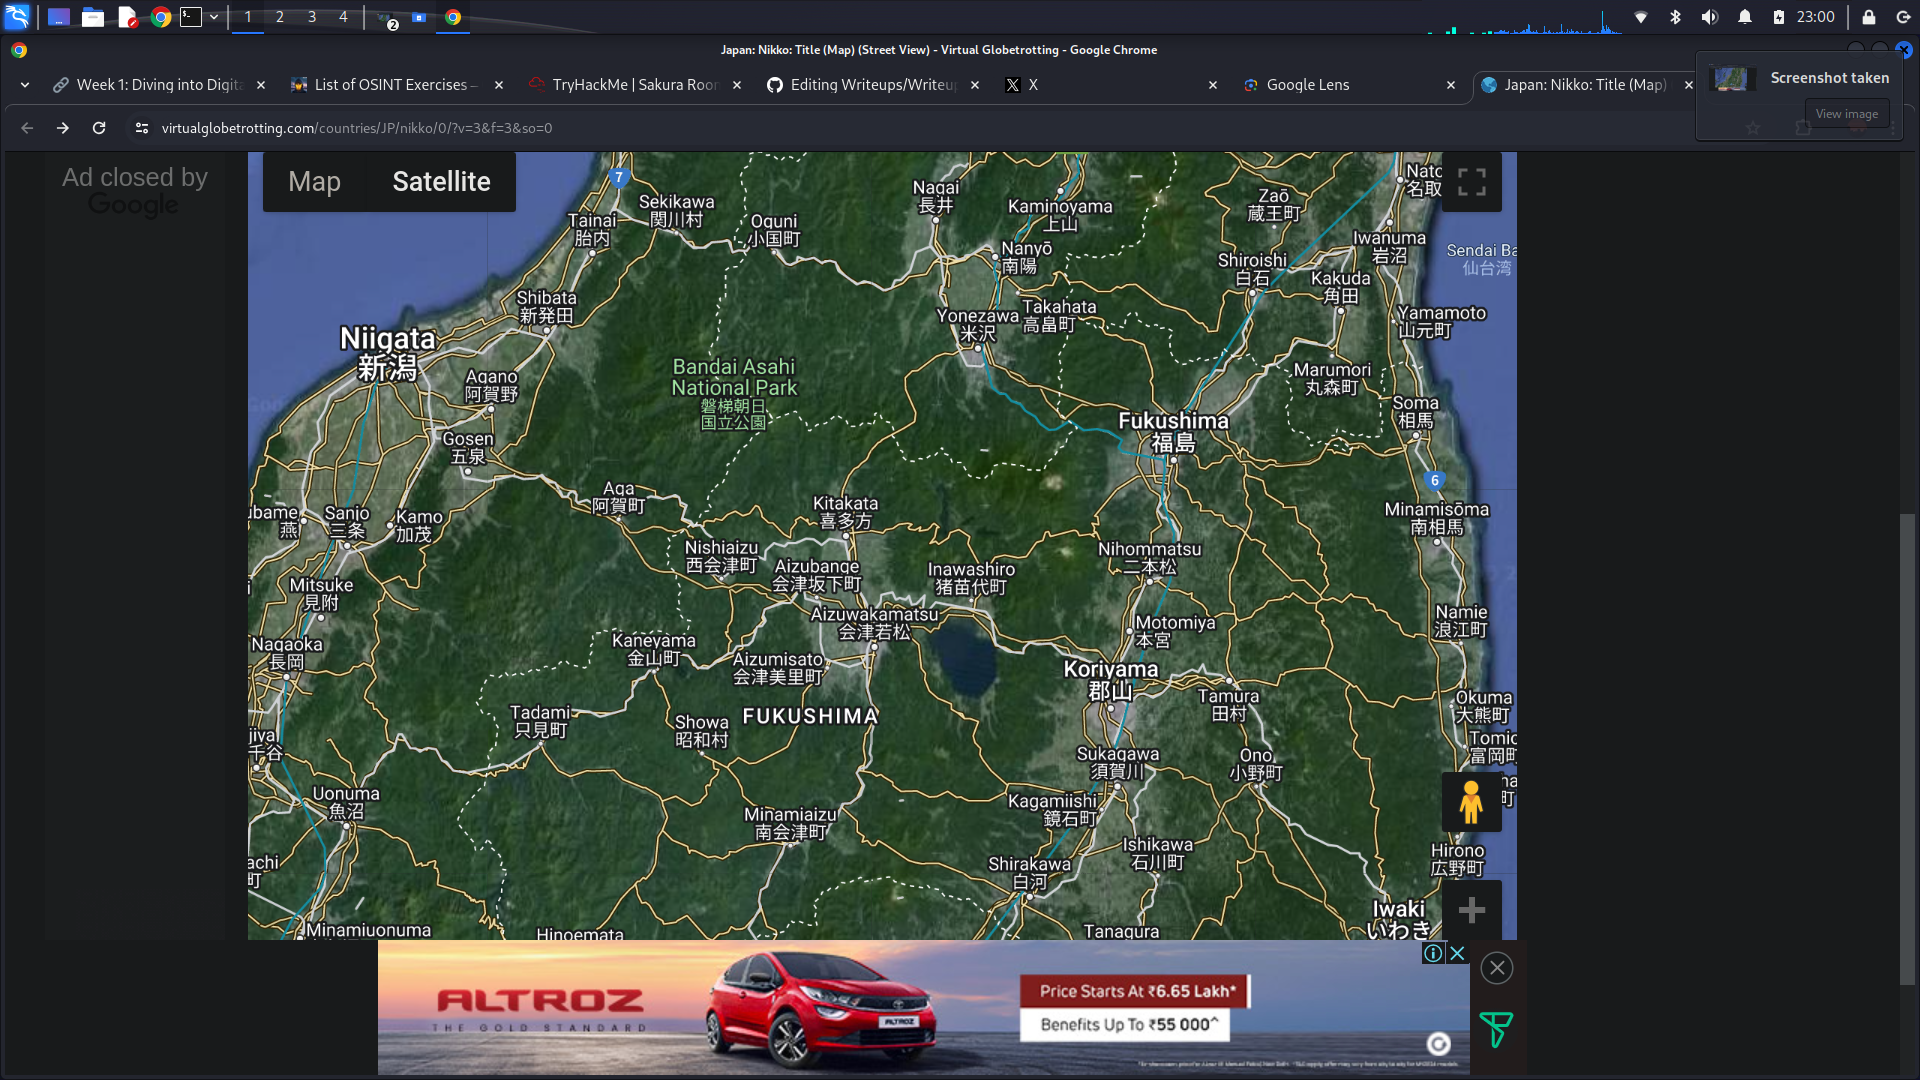 1 2 3 4
2
23:00
Japan: Nikko: Title (Map) (Street View) - Virtual Globetrotting - Google Chrome
Week 1: Diving into Digita
List of OSINT Exercises –
TryHackMe | Sakura Roor
Editing Writeups/Writeup
X
Google Lens
Japan: Nikko: Title (Map)
Screenshot taken
View image
virtualglobetrotting.com/countries/JP/nikko/0/?v=3&f=3&so=0
Ad closed by
Google
Map
Satellite
7
Sekikawa
関川村
Tainai
胎内
Oguni
小国町
Nagai
長井
Kaminoyama
上山
Zaō
蔵王町
Nato
名取
Nanyō
南陽
Iwanuma
岩沼
Sendai Ba
仙台湾
Shiroishi
白石
Kakuda
角田
Shibata
新発田
Takahata
高畠町
Yonezawa
米沢
Yamamoto
山元町
Niigata
新潟
Bandai Asahi
National Park
磐梯朝日
国立公園
Agano
阿賀野
Marumori
丸森町
Soma
相馬
Fukushima
福島
Gosen
五泉
6
Aga
阿賀町
Kitakata
喜多方
ubame
燕
Sanjo
三条
Kamo
加茂
Minamisōma
南相馬
Nishiaizu
西会津町
Aizubange
会津坂下町
Inawashiro
猪苗代町
Nihommatsu
二本松
Mitsuke
見附
Aizuwakamatsu
会津若松
Motomiya
本宮
Namie
浪江町
Nagaoka
長岡
Kaneyama
金山町
Aizumisato
会津美里町
Koriyama
郡山
Tamura
田村
Okuma
大熊町
Tadami
只見町
Showa
昭和村
FUKUSHIMA
jiya
千谷
Tomio
富岡町
Sukagawa
須賀川
Ono
小野町
na
町
Uonuma
魚沼
Minamiaizu
南会津町
Kagamiishi
鏡石町
Ishikawa
石川町
Hirono
広野町
achi
町
Shirakawa
白河
Iwaki
いわき
Minamiuonuma
Hinoemata
Tanagura
ALTROZ
THE GOLD STANDARD
ALTROZ
Price Starts At ₹6.65 Lakh*
Benefits Up To ₹55 000^